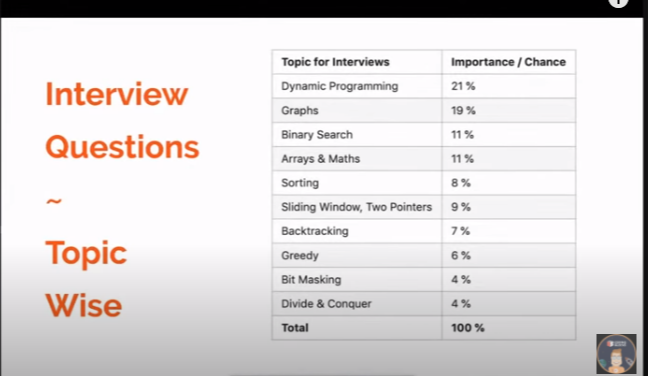 Interview
Questions
~
Topic
Wise
Topic for Interviews Importance / Chance
Dynamic Programming 21 %
Graphs 19 %
Binary Search 11 %
Arrays & Maths 11 %
Sorting 8 %
Sliding Window, Two Pointers 9 %
Backtracking 7 %
Greedy 6 %
Bit Masking 4 %
Divide & Conquer 4 %
Total 100 %